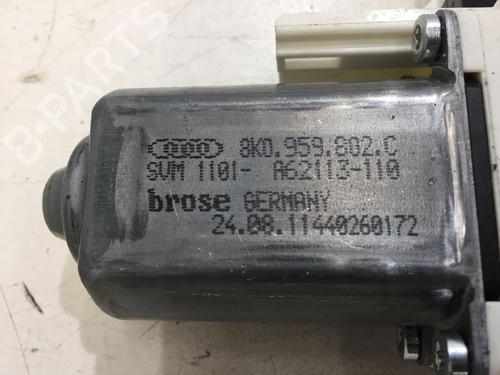 8K0.959.802.C
SVM 1101- A62113-110
brose GERMANY
24.08.11440260172
B-PARTS